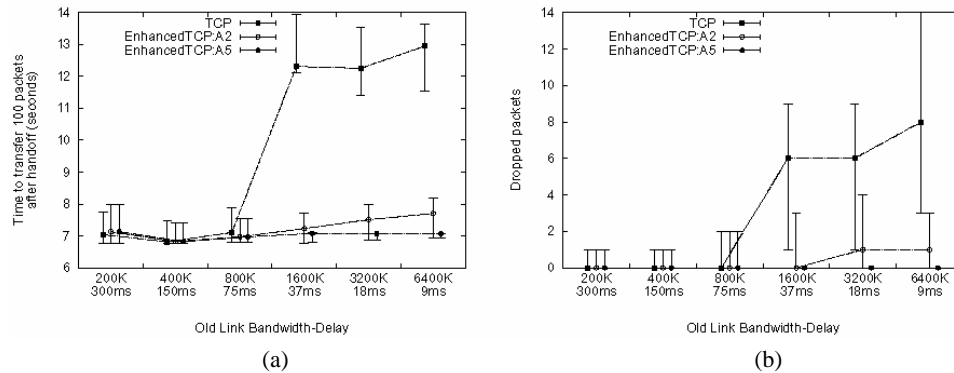 TCP
EnhancedTCP:A2
EnhancedTCP:A5
Time to transfer 100 packets
after handoff (seconds)
14
13
12
11
10
9
8
7
6
200K 400K 800K 1600K 3200K 6400K
300ms 150ms 75ms 37ms 18ms 9ms
Old Link Bandwidth-Delay
(a)
TCP
EnhancedTCP:A2
EnhancedTCP:A5
Dropped packets
14
12
10
8
6
4
2
0
200K 400K 800K 1600K 3200K 6400K
300ms 150ms 75ms 37ms 18ms 9ms
Old Link Bandwidth-Delay
(b)